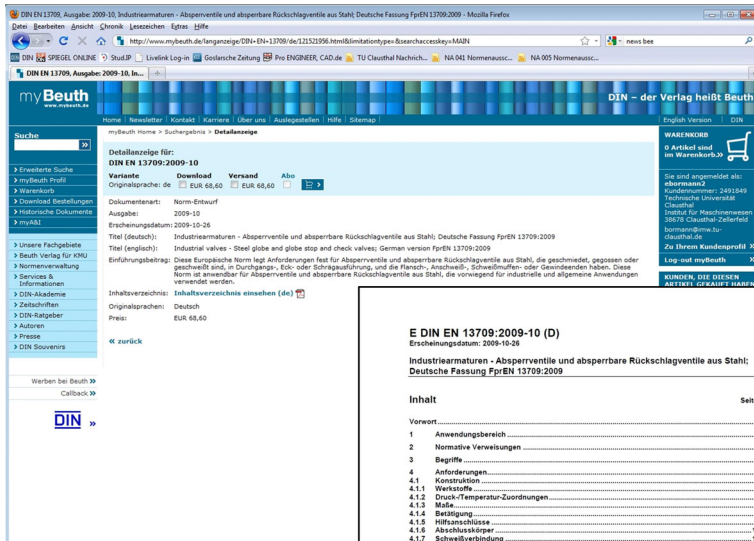 DIN EN 13709, Ausgabe: 2009-10, Industriearmaturen - Absperrventile und absperrbare Rückschlagventile aus Stahl; Deutsche Fassung FprEN 13709:2009 - Mozilla Firefox
Datei Bearbeiten Ansicht Chronik Lesezeichen Extras Hilfe
http://www.mybeuth.de/langanzeige/DIN+EN+13709/de/121521956.html&limitationtype=&searchaccesskey=MAIN
news bee
DIN SPIEGEL ONLINE StudIP Livelink Log-in Goslarsche Zeitung Pro ENGINEER, CAD.de TU Clausthal Nachrich... NA 041 Normenaussc... NA 005 Normenaussc...
DIN EN 13709, Ausgabe: 2009-10, In...
my Beuth
www.mybeuth.de
DIN – der Verlag heißt Beuth
Home Newsletter Kontakt Karriere Über uns Auslegestellen Hilfe Sitemap
English Version DIN
Suche
Erweiterte Suche
myBeuth Profil
Warenkorb
Download Bestellungen
Historische Dokumente
myA&I
Unsere Fachgebiete
Beuth Verlag für KMU
Normenverwaltung
Services &
Informationen
DIN-Akademie
Zeitschriften
DIN-Ratgeber
Autoren
Presse
DIN Souvenirs
Werben bei Beuth »
Callback »
DIN »
myBeuth Home > Suchergebnis > Detailanzeige
Detailanzeige für:
DIN EN 13709:2009-10
Variante Download Versand Abo
Originalsprache: de EUR 68,60 EUR 68,60
Dokumentenart: Norm-Entwurf
Ausgabe: 2009-10
Erscheinungsdatum: 2009-10-26
Titel (deutsch): Industriearmaturen - Absperrventile und absperrbare Rückschlagventile aus Stahl; Deutsche Fassung FprEN 13709:2009
Titel (englisch): Industrial valves - Steel globe and globe stop and check valves; German version FprEN 13709:2009
Einführungsbeitrag: Diese Europäische Norm legt Anforderungen fest für Absperrventile und absperrbare Rückschlagventile aus Stahl, die geschmiedet, gegossen oder
geschweißt sind, in Durchgangs-, Eck- oder Schrägausführung, und die Flansch-, Anschweiß-, Schweißmuffen- oder Gewindeenden haben. Diese
Norm ist anwendbar für Absperrventile und absperrbare Rückschlagventile aus Stahl, die vorwiegend für industrielle und allgemeine Anwendungen
verwendet werden.
Inhaltsverzeichnis: Inhaltsverzeichnis einsehen (de)
Originalsprachen: Deutsch
Preis: EUR 68,60
« zurück
WARENKORB
0 Artikel sind
im Warenkorb.»
Sie sind angemeldet als:
ebormann2
Kundennummer: 2491849
Technische Universität
Clausthal
Institut für Maschinenwesen
38678 Clausthal-Zellerfeld
bormann@imw.tu-
clausthal.de
Zu Ihrem Kundenprofil »
Log-out myBeuth »
KUNDEN, DIE DIESEN
ARTIKEL GEKAUFT HABEN
E DIN EN 13709:2009-10 (D)
Erscheinungsdatum: 2009-10-26
Industriearmaturen - Absperrventile und absperrbare Rückschlagventile aus Stahl;
Deutsche Fassung FprEN 13709:2009
Inhalt Seit
Vorwort
1 Anwendungsbereich
2 Normative Verweisungen
3 Begriffe
4 Anforderungen
4.1 Konstruktion
4.1.1 Werkstoffe
4.1.2 Druck-/Temperatur-Zuordnungen
4.1.3 Maße
4.1.4 Betätigung
4.1.5 Hilfsanschlüsse
4.1.6 Abschlusskörper
4.1.7 Schweißverbindung